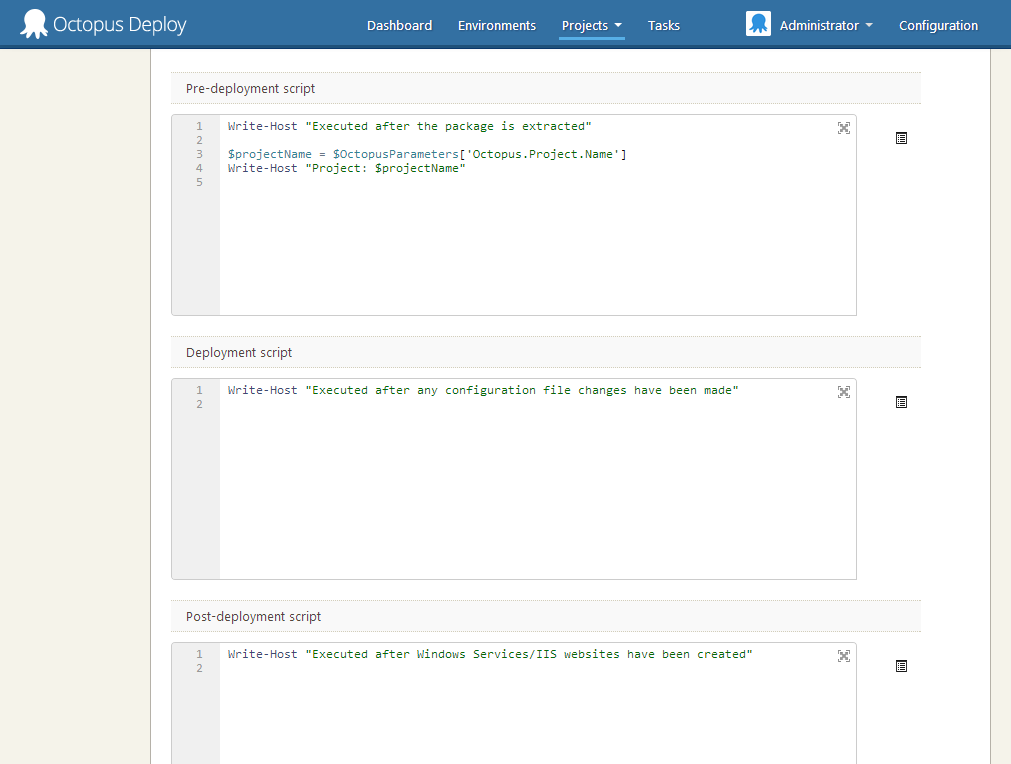 Octopus Deploy Dashboard Environments Projects Tasks Administrator Configuration
Pre-deployment script
1 Write-Host "Executed after the package is extracted"
2
3 $projectName = $OctopusParameters['Octopus.Project.Name']
4 Write-Host "Project: $projectName"
5
Deployment script
1 Write-Host "Executed after any configuration file changes have been made"
2
Post-deployment script
1 Write-Host "Executed after Windows Services/IIS websites have been created"
2